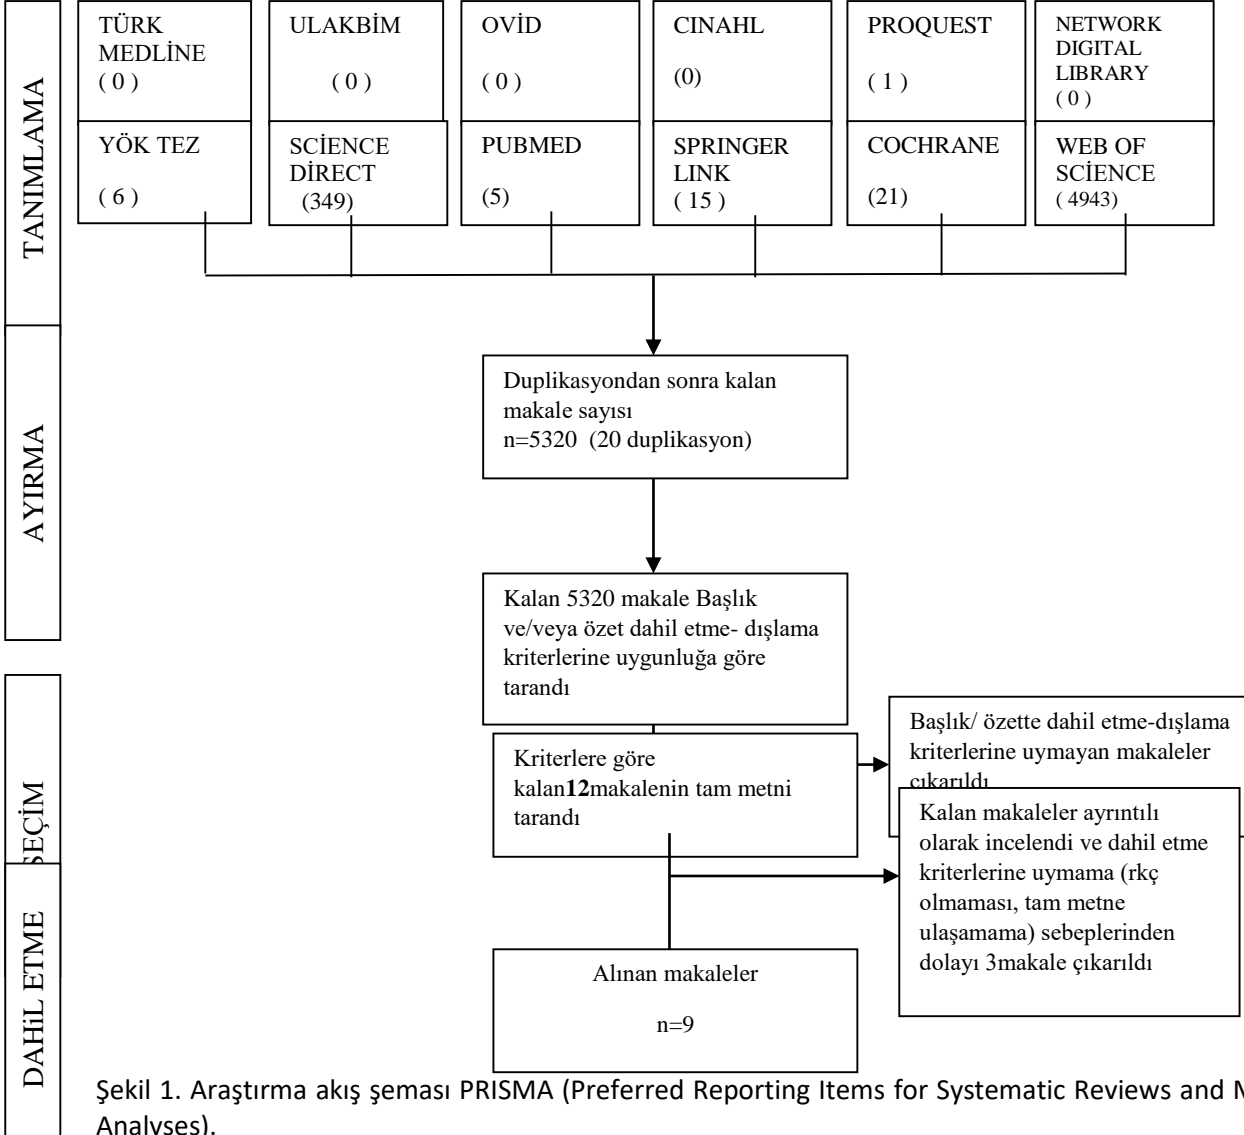 TANIMLAMA
TÜRK
MEDLİNE
( 0 )
ULAKBİM
( 0 )
OVİD
( 0 )
CINAHL
(0)
PROQUEST
( 1 )
NETWORK
DIGITAL
LIBRARY
( 0 )
YÖK TEZ
( 6 )
SCİENCE
DİRECT
(349)
PUBMED
(5)
SPRINGER
LINK
( 15 )
COCHRANE
(21)
WEB OF
SCİENCE
( 4943)
AYIRMA
Duplikasyondan sonra kalan
makale sayısı
n=5320 (20 duplikasyon)
Kalan 5320 makale Başlık
ve/veya özet dahil etme- dışlama
kriterlerine uygunluğa göre
tarandı
SEÇİM
Kriterlere göre
kalan12makalenin tam metni
tarandı
Başlık/ özette dahil etme-dışlama
kriterlerine uymayan makaleler
çıkarıldı
Kalan makaleler ayrıntılı
olarak incelendi ve dahil etme
kriterlerine uymama (rkç
olmaması, tam metne
ulaşamama) sebeplerinden
dolayı 3makale çıkarıldı
DAHiL ETME
Alınan makaleler
n=9
Şekil 1. Araştırma akış şeması PRISMA (Preferred Reporting Items for Systematic Reviews and M
Analyses).